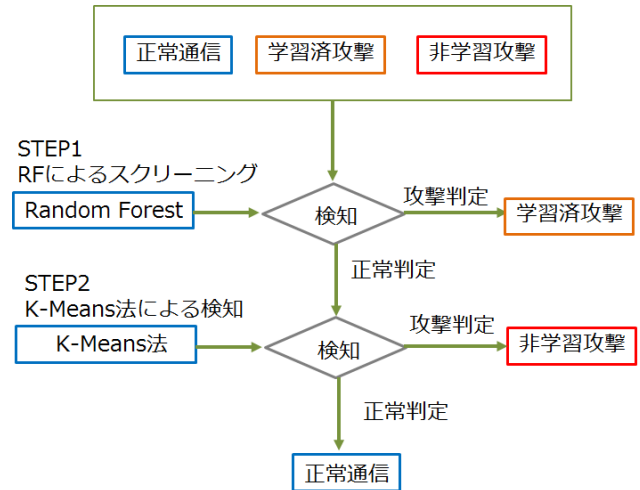 正常通信
学習済攻撃
非学習攻撃
STEP1
RFによるスクリーニング
Random Forest
検知
攻撃判定
学習済攻撃
正常判定
STEP2
K-Means法による検知
K-Means法
検知
攻撃判定
非学習攻撃
正常判定
正常通信